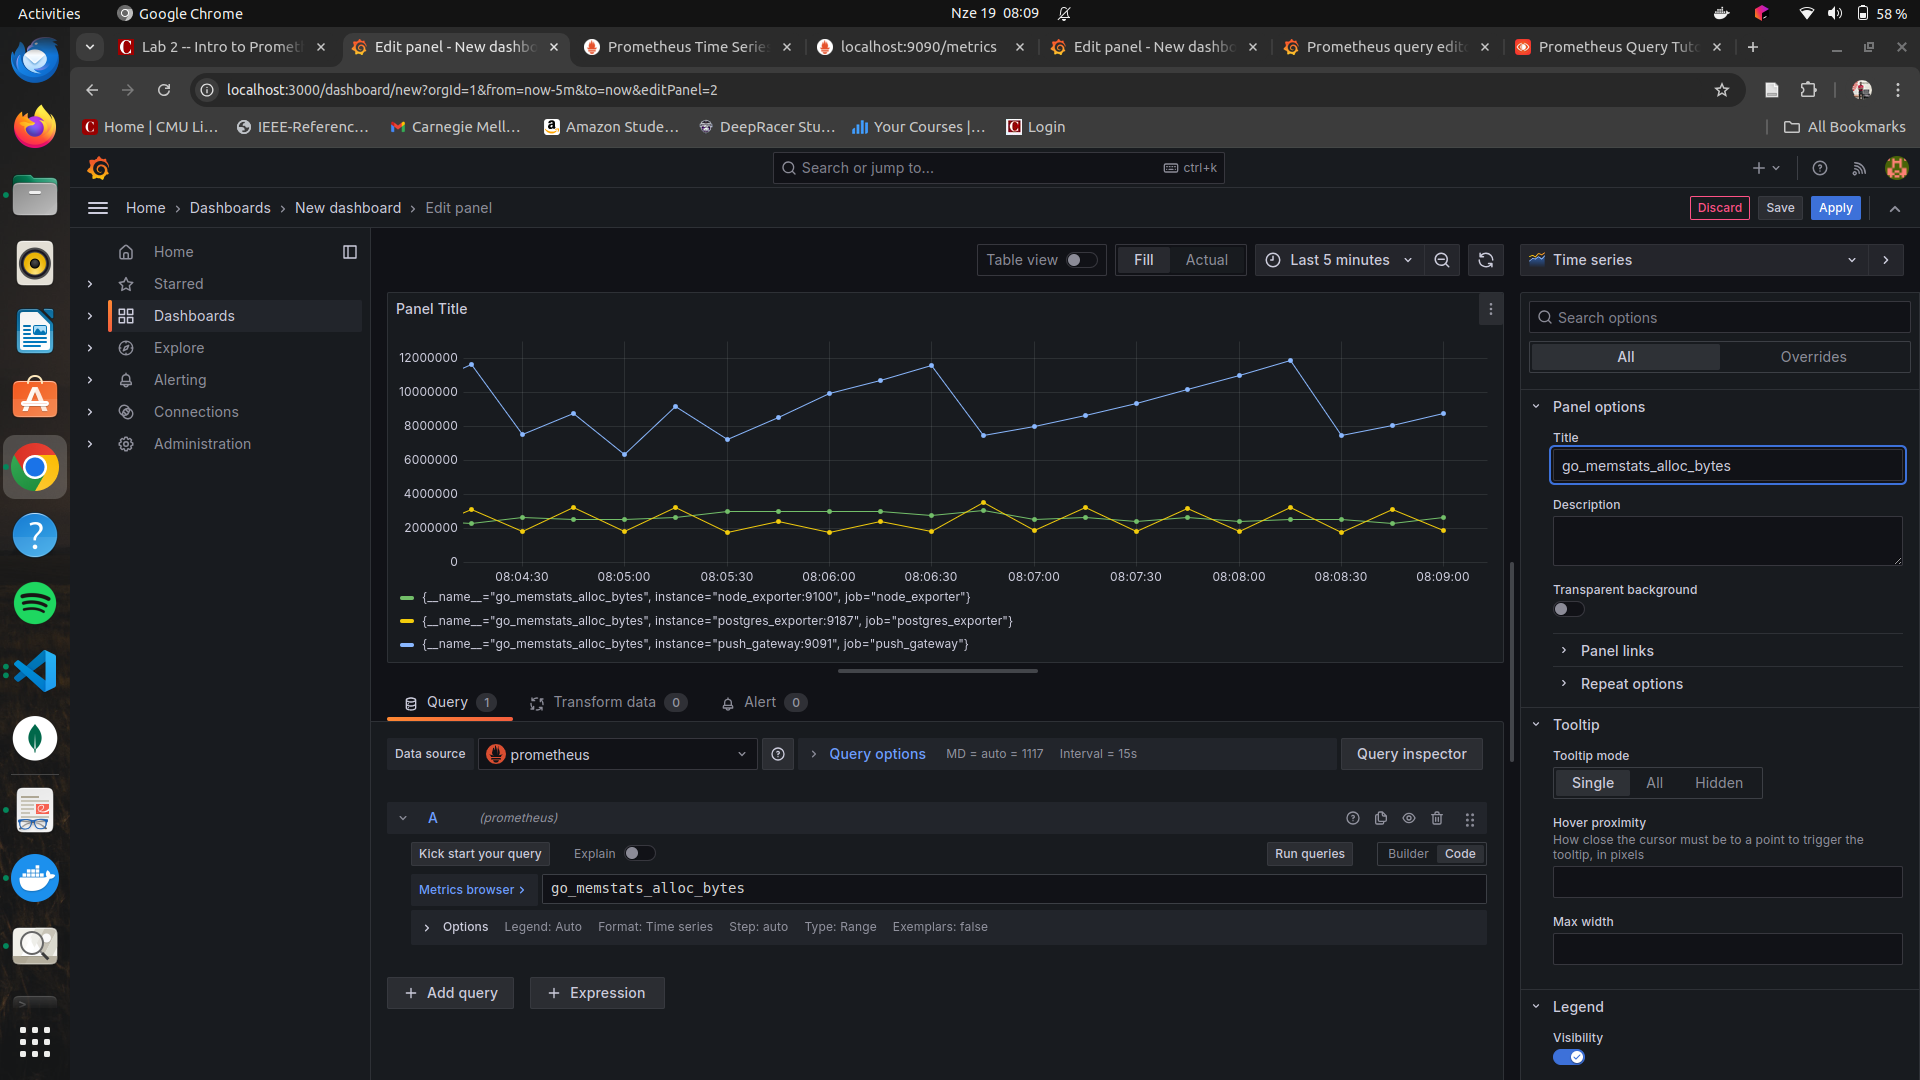 Activities
Google Chrome
Nze 19 08:09
58 %
Lab 2 -- Intro to Promet
Edit panel - New dashbo
Prometheus Time Serie
localhost:9090/metrics
Edit panel - New dashbo
Prometheus query edit
Prometheus Query Tut
localhost:3000/dashboard/new?orgId=1&from=now-5m&to=now&editPanel=2
Home | CMU Li...
IEEE-Referenc...
Carnegie Mell...
Amazon Stude...
DeepRacer Stu...
Your Courses |...
Login
All Bookmarks
Search or jump to...
ctrl+k
Home › Dashboards › New dashboard › Edit panel
Discard
Save
Apply
Home
Starred
Dashboards
Explore
Alerting
Connections
Administration
Table view
Fill
Actual
Last 5 minutes
Time series
Panel Title
12000000
10000000
8000000
6000000
4000000
2000000
0
08:04:30 08:05:00 08:05:30 08:06:00 08:06:30 08:07:00 08:07:30 08:08:00 08:08:30 08:09:00
{__name__="go_memstats_alloc_bytes", instance="node_exporter:9100", job="node_exporter"}
{__name__="go_memstats_alloc_bytes", instance="postgres_exporter:9187", job="postgres_exporter"}
{__name__="go_memstats_alloc_bytes", instance="push_gateway:9091", job="push_gateway"}
Query 1
Transform data 0
Alert 0
Data source
prometheus
Query options
MD = auto = 1117
Interval = 15s
Query inspector
A
(prometheus)
Kick start your query
Explain
Run queries
Builder
Code
Metrics browser >
go_memstats_alloc_bytes
Options
Legend: Auto
Format: Time series
Step: auto
Type: Range
Exemplars: false
+ Add query
+ Expression
Search options
All
Overrides
Panel options
Title
go_memstats_alloc_bytes
Description
Transparent background
Panel links
Repeat options
Tooltip
Tooltip mode
Single
All
Hidden
Hover proximity
How close the cursor must be to a point to trigger the
tooltip, in pixels
Max width
Legend
Visibility